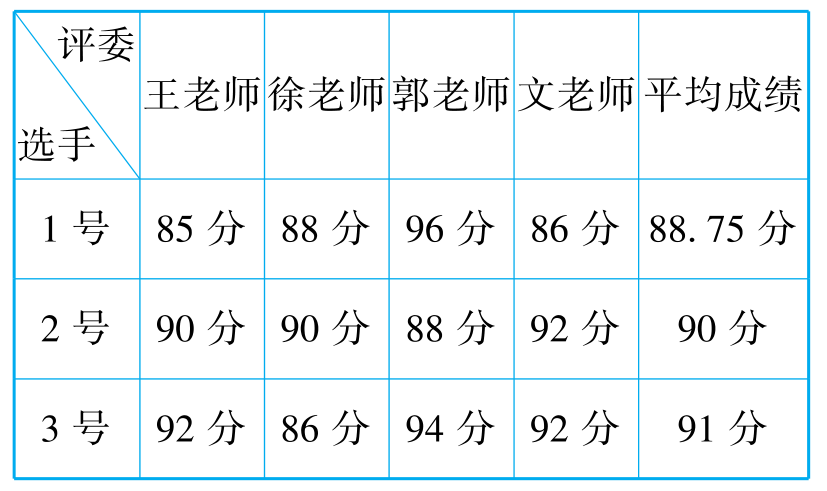 评委
选手
王老师 徐老师 郭老师 文老师 平均成绩
1 号 85 分 88 分 96 分 86 分 88. 75 分
2 号 90 分 90 分 88 分 92 分 90 分
3 号 92 分 86 分 94 分 92 分 91 分